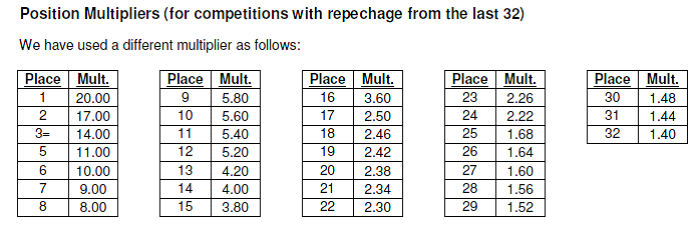 Position Multipliers (for competitions with repechage from the last 32)
We have used a different multiplier as follows:
Place Mult. Place Mult. Place Mult. Place Mult. Place Mult.
1 20.00 9 5.80 16 3.60 23 2.26 30 1.48
2 17.00 10 5.60 17 2.50 24 2.22 31 1.44
3= 14.00 11 5.40 18 2.46 25 1.68 32 1.40
5 11.00 12 5.20 19 2.42 26 1.64
6 10.00 13 4.20 20 2.38 27 1.60
7 9.00 14 4.00 21 2.34 28 1.56
8 8.00 15 3.80 22 2.30 29 1.52